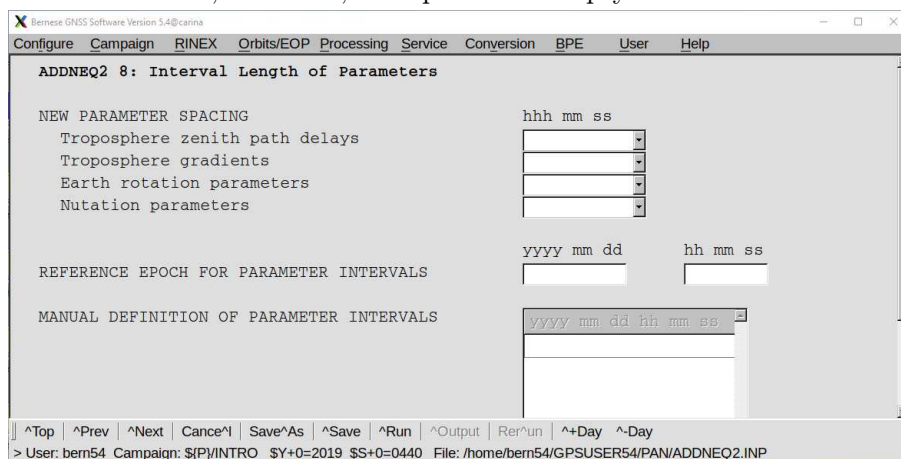 Bernese GNSS Software Version 5.4@carina
Configure Campaign RINEX Orbits/EOP Processing Service Conversion BPE User Help
ADDNEQ2 8: Interval Length of Parameters
NEW PARAMETER SPACING hhh mm ss
Troposphere zenith path delays
Troposphere gradients
Earth rotation parameters
Nutation parameters
yyyy mm dd hh mm ss
REFERENCE EPOCH FOR PARAMETER INTERVALS
MANUAL DEFINITION OF PARAMETER INTERVALS yyyy mm dd hh mm ss
^Top | ^Prev | ^Next | Cance^l | Save^As | ^Save | ^Run | ^Output | Rer^un | ^+Day ^-Day
> User: bern54 Campaign: ${P}/INTRO $Y+0=2019 $S+0=0440 File: /home/bern54/GPSUSER54/PAN/ADDNEQ2.INP